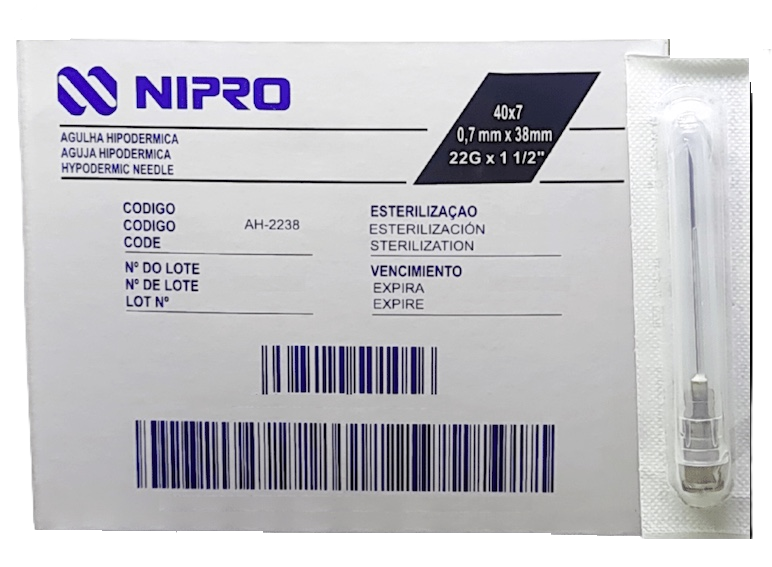 NIPRO
40x7
0,7 mm x 38mm
22G x 1 1/2"
AGULHA HIPODERMICA
AGUJA HIPODERMICA
HYPODERMIC NEEDLE
CODIGO
CODIGO
CODE
AH-2238
ESTERILIZAÇAO
ESTERILIZACIÓN
STERILIZATION
Nº DO LOTE
Nº DE LOTE
LOT Nº
VENCIMIENTO
EXPIRA
EXPIRE